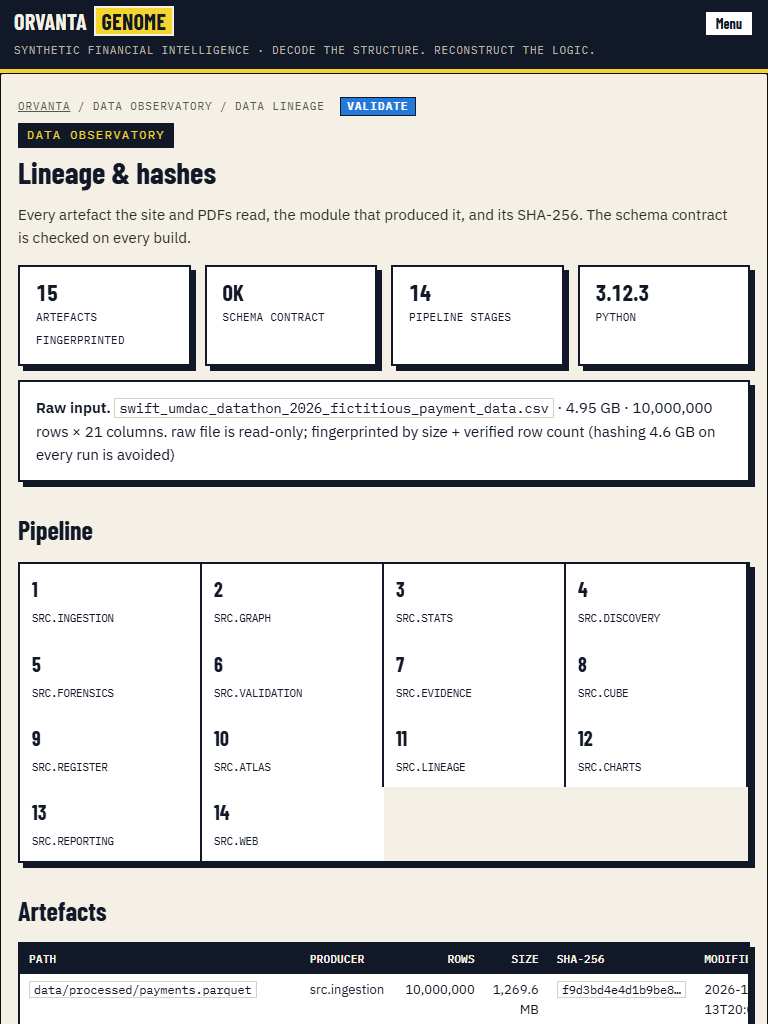 ORVANTA GENOME
Menu
SYNTHETIC FINANCIAL INTELLIGENCE · DECODE THE STRUCTURE. RECONSTRUCT THE LOGIC.
ORVANTA / DATA OBSERVATORY / DATA LINEAGE VALIDATE
DATA OBSERVATORY
Lineage & hashes
Every artefact the site and PDFs read, the module that produced it, and its SHA-256. The schema contract
is checked on every build.
15
ARTEFACTS
FINGERPRINTED
OK
SCHEMA CONTRACT
14
PIPELINE STAGES
3.12.3
PYTHON
Raw input. swift_umdac_datathon_2026_fictitious_payment_data.csv · 4.95 GB · 10,000,000
rows × 21 columns. raw file is read-only; fingerprinted by size + verified row count (hashing 4.6 GB on
every run is avoided)
Pipeline
1
SRC.INGESTION
2
SRC.GRAPH
3
SRC.STATS
4
SRC.DISCOVERY
5
SRC.FORENSICS
6
SRC.VALIDATION
7
SRC.EVIDENCE
8
SRC.CUBE
9
SRC.REGISTER
10
SRC.ATLAS
11
SRC.LINEAGE
12
SRC.CHARTS
13
SRC.REPORTING
14
SRC.WEB
Artefacts
PATH PRODUCER ROWS SIZE SHA-256
data/processed/payments.parquet src.ingestion 10,000,000 1,269.6 f9d3bd4e4d1b9be8…
MB